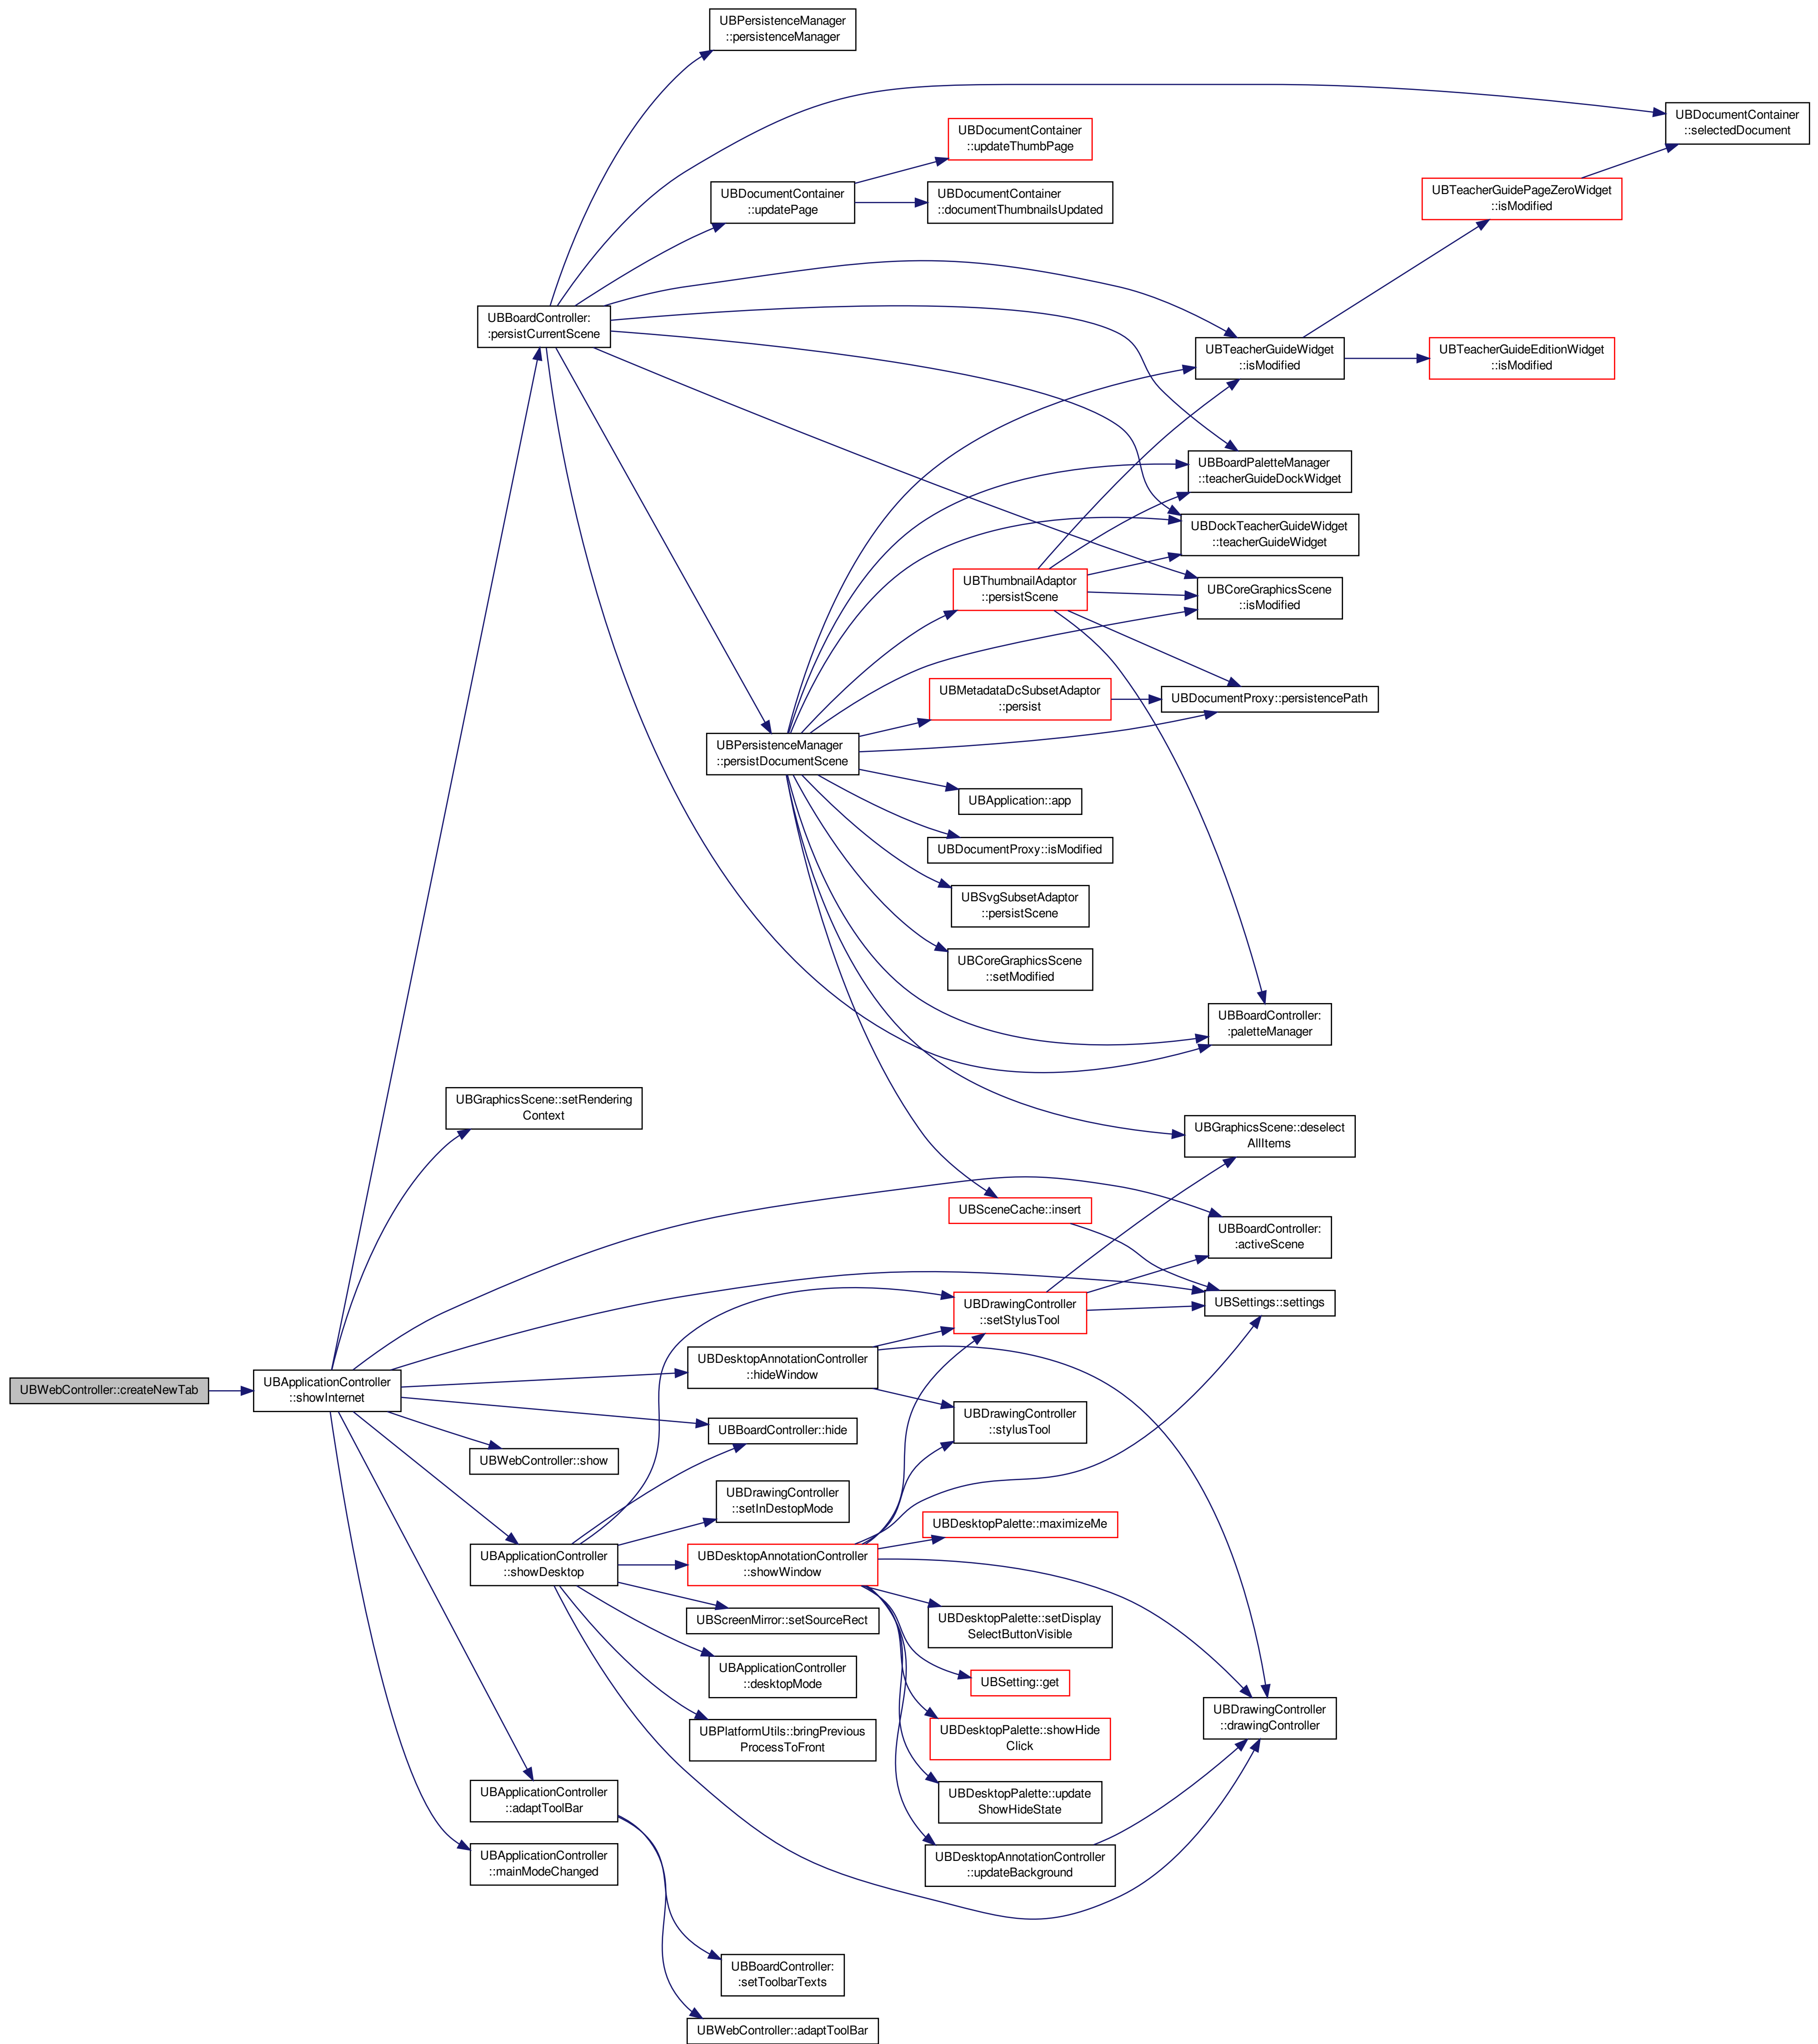 UBPersistenceManager
::persistenceManager
UBDocumentContainer
::selectedDocument
UBDocumentContainer
::updateThumbPage
UBDocumentContainer
::updatePage
UBDocumentContainer
::documentThumbnailsUpdated
UBTeacherGuidePageZeroWidget
::isModified
UBBoardController:
:persistCurrentScene
UBTeacherGuideWidget
::isModified
UBTeacherGuideEditionWidget
::isModified
UBBoardPaletteManager
::teacherGuideDockWidget
UBDockTeacherGuideWidget
::teacherGuideWidget
UBThumbnailAdaptor
::persistScene
UBCoreGraphicsScene
::isModified
UBMetadataDcSubsetAdaptor
::persist
UBDocumentProxy::persistencePath
UBPersistenceManager
::persistDocumentScene
UBApplication::app
UBDocumentProxy::isModified
UBSvgSubsetAdaptor
::persistScene
UBCoreGraphicsScene
::setModified
UBBoardController:
:paletteManager
UBGraphicsScene::setRendering
Context
UBGraphicsScene::deselect
AllItems
UBSceneCache::insert
UBBoardController:
:activeScene
UBDrawingController
::setStylusTool
UBSettings::settings
UBWebController::createNewTab
UBApplicationController
::showInternet
UBDesktopAnnotationController
::hideWindow
UBDrawingController
::stylusTool
UBBoardController::hide
UBWebController::show
UBDrawingController
::setInDestopMode
UBDesktopPalette::maximizeMe
UBApplicationController
::showDesktop
UBDesktopAnnotationController
::showWindow
UBScreenMirror::setSourceRect
UBDesktopPalette::setDisplay
SelectButtonVisible
UBApplicationController
::desktopMode
UBSetting::get
UBPlatformUtils::bringPrevious
ProcessToFront
UBDesktopPalette::showHide
Click
UBDrawingController
::drawingController
UBApplicationController
::adaptToolBar
UBDesktopPalette::update
ShowHideState
UBApplicationController
::mainModeChanged
UBDesktopAnnotationController
::updateBackground
UBBoardController:
:setToolbarTexts
UBWebController::adaptToolBar